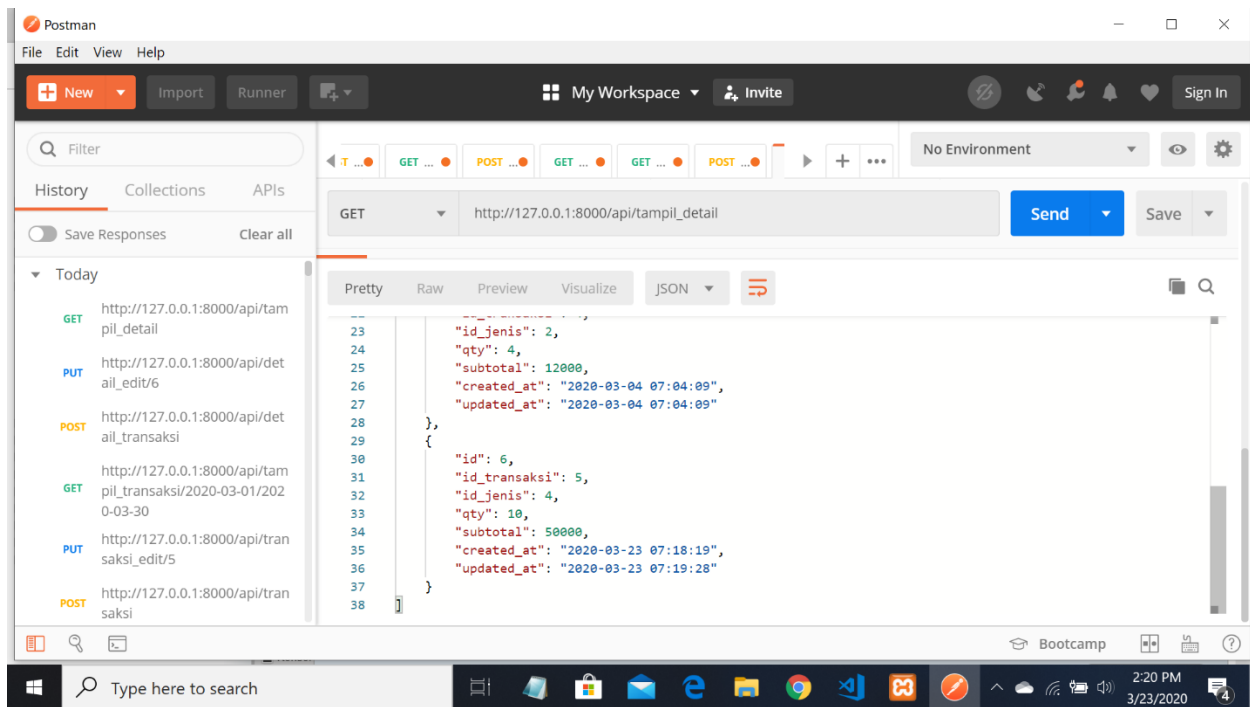 Postman
File Edit View Help
New Import Runner My Workspace Invite Sign In
Filter
History Collections APIs
Save Responses Clear all
Today
GET http://127.0.0.1:8000/api/tam
pil_detail
PUT http://127.0.0.1:8000/api/det
ail_edit/6
POST http://127.0.0.1:8000/api/det
ail_transaksi
GET http://127.0.0.1:8000/api/tam
pil_transaksi/2020-03-01/202
0-03-30
PUT http://127.0.0.1:8000/api/tran
saksi_edit/5
POST http://127.0.0.1:8000/api/tran
saksi
T ... GET ... POST ... GET ... GET ... POST ... + •••
No Environment
GET http://127.0.0.1:8000/api/tampil_detail Send Save
Pretty Raw Preview Visualize JSON
23 "id_jenis": 2,
24 "qty": 4,
25 "subtotal": 12000,
26 "created_at": "2020-03-04 07:04:09",
27 "updated_at": "2020-03-04 07:04:09"
28 },
29 {
30 "id": 6,
31 "id_transaksi": 5,
32 "id_jenis": 4,
33 "qty": 10,
34 "subtotal": 50000,
35 "created_at": "2020-03-23 07:18:19",
36 "updated_at": "2020-03-23 07:19:28"
37 }
38 ]
Bootcamp
Type here to search
2:20 PM
3/23/2020
4